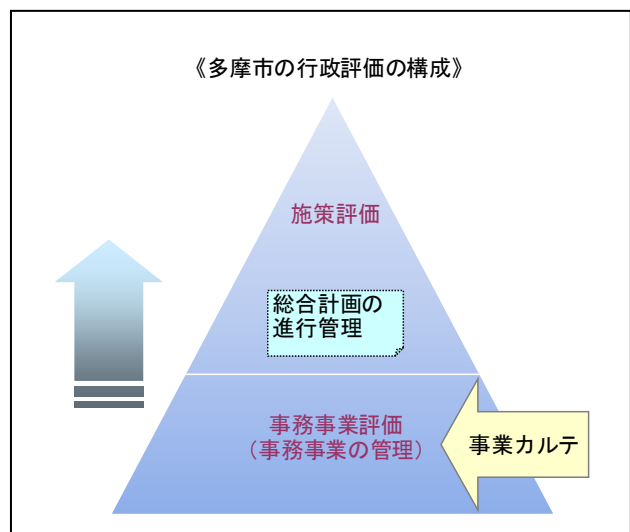 《多摩市の行政評価の構成》
施策評価
総合計画の
進行管理
事務事業評価
（事務事業の管理）
事業カルテ